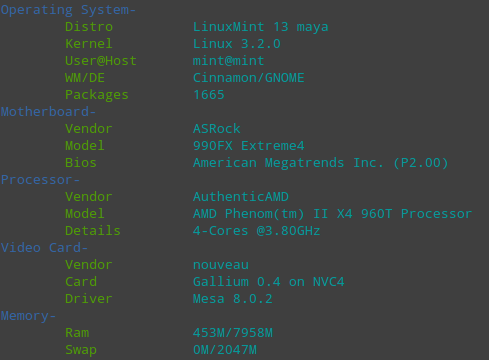 Operating System-
Distro LinuxMint 13 maya
Kernel Linux 3.2.0
User@Host mint@mint
WM/DE Cinnamon/GNOME
Packages 1665
Motherboard-
Vendor ASRock
Model 990FX Extreme4
Bios American Megatrends Inc. (P2.00)
Processor-
Vendor AuthenticAMD
Model AMD Phenom(tm) II X4 960T Processor
Details 4-Cores @3.80GHz
Video Card-
Vendor nouveau
Card Gallium 0.4 on NVC4
Driver Mesa 8.0.2
Memory-
Ram 453M/7958M
Swap 0M/2047M